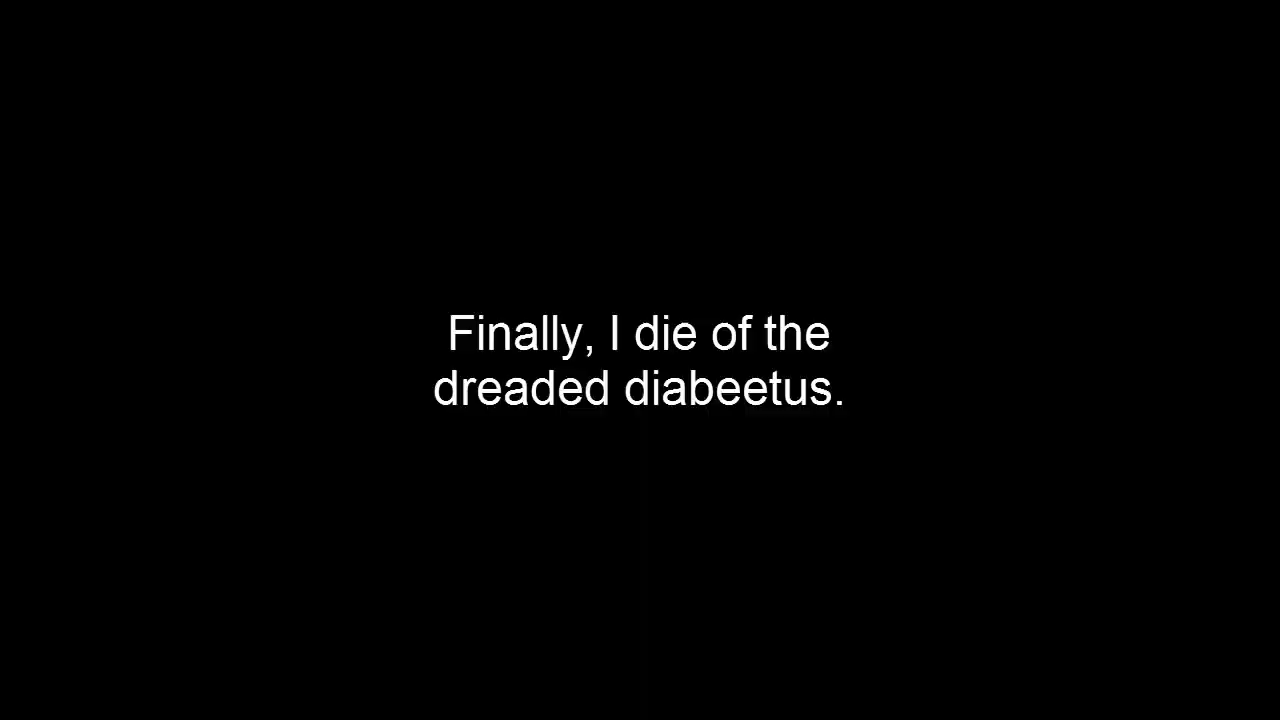 Finally, I die of the
dreaded diabeetus.